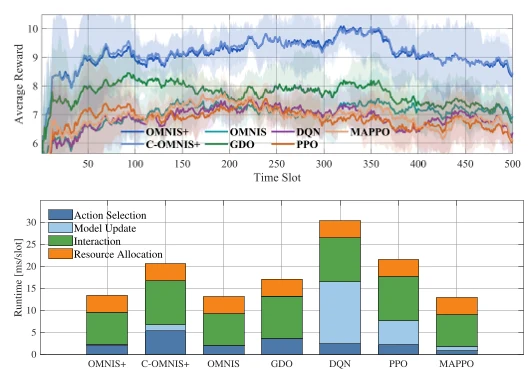 10
9
8
7
6
Average Reward
OMNIS+ OMNIS DQN MAPPO
C-OMNIS+ GDO PPO
50 100 150 200 250 300 350 400 450 500
Time Slot
30
25
20
15
10
5
0
Runtime [ms/slot]
Action Selection
Model Update
Interaction
Resource Allocation
OMNIS+ C-OMNIS+ OMNIS GDO DQN PPO MAPPO